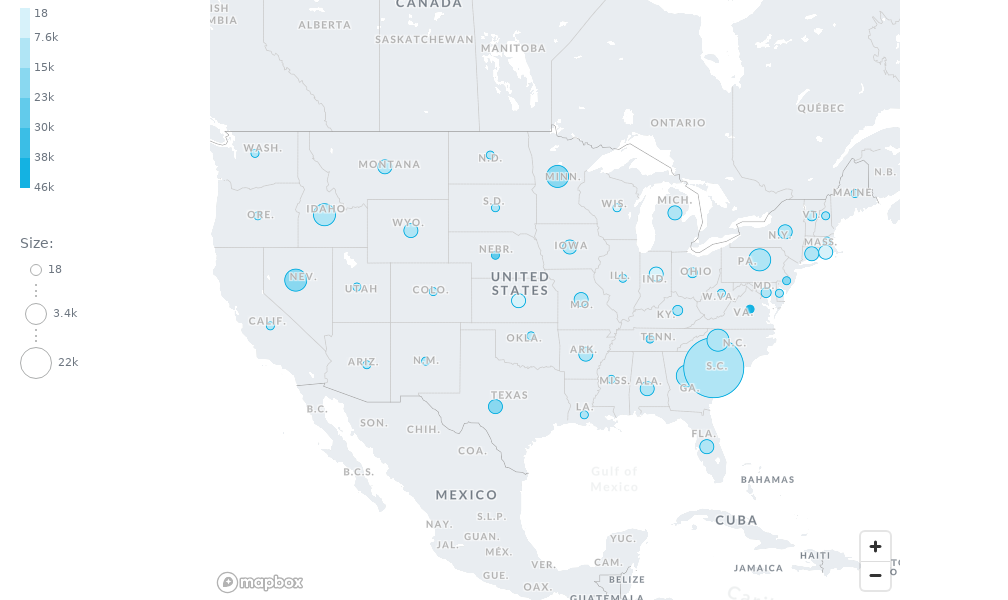 18
7.6k
15k
23k
30k
38k
46k
Size:
18
3.4k
22k
CANADA
ISH
MBIA
ALBERTA
SASKATCHEWAN
MANITOBA
ONTARIO
QUÉBEC
N.B.
MAINE
WASH.
MONTANA
N.D.
MINN.
ORE.
IDAHO
WYO.
S.D.
WIS.
MICH.
VT.
N.Y.
MASS.
NEBR.
IOWA
NEV.
UTAH
COLO.
UNITED
STATES
ILL.
IND.
OHIO
PA.
MD.
W.VA.
VA.
CALIF.
MO.
KY.
OKLA.
TENN.
N.C.
ARIZ.
N.M.
ARK.
S.C.
MISS.
ALA.
GA.
TEXAS
LA.
FLA.
B.C.
SON.
CHIH.
COA.
B.C.S.
Gulf of
Mexico
BAHAMAS
MEXICO
CUBA
NAY.
S.L.P.
GUAN.
JAL.
MÉX.
YUC.
VER.
CAM.
GUE.
OAX.
BELIZE
GUATEMALA
HAITI
JAMAICA
mapbox
+
−